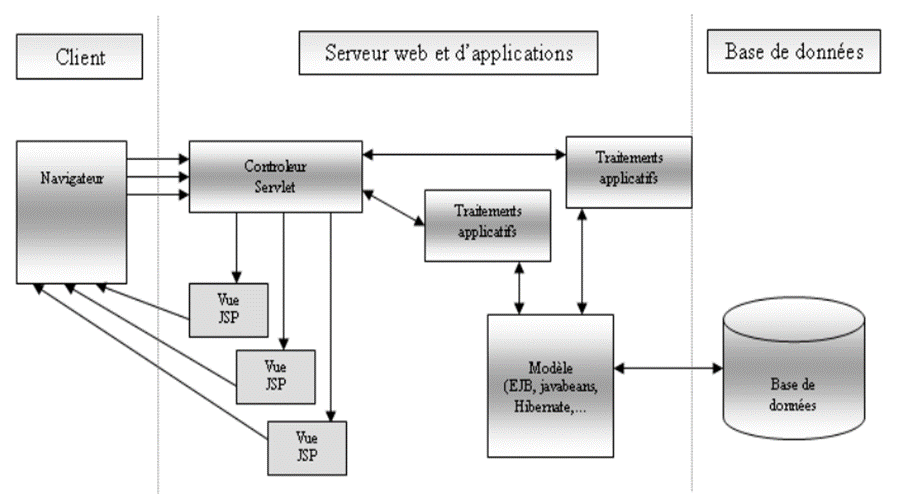 Client
Serveur web et d'applications
Base de données
Navigateur
Controleur
Servlet
Traitements
applicatifs
Traitements
applicatifs
Vue
JSP
Vue
JSP
Vue
JSP
Modèle
(EJB, javabeans,
Hibernate,...
Base de
données